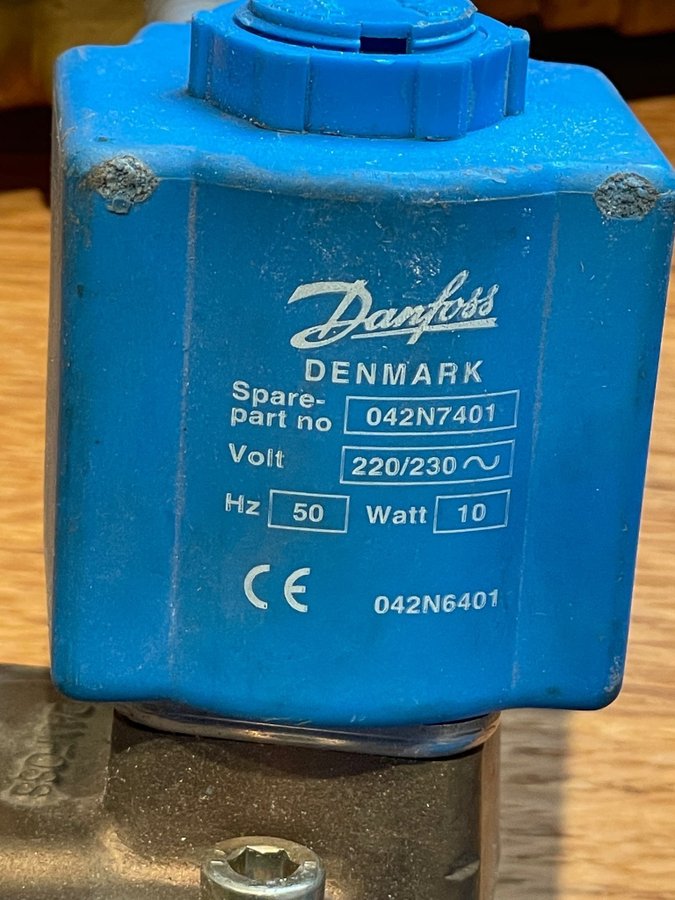 Danfoss
DENMARK
Spare-
part no 042N7401
Volt 220/230 ~
Hz 50 Watt 10
CE 042N6401